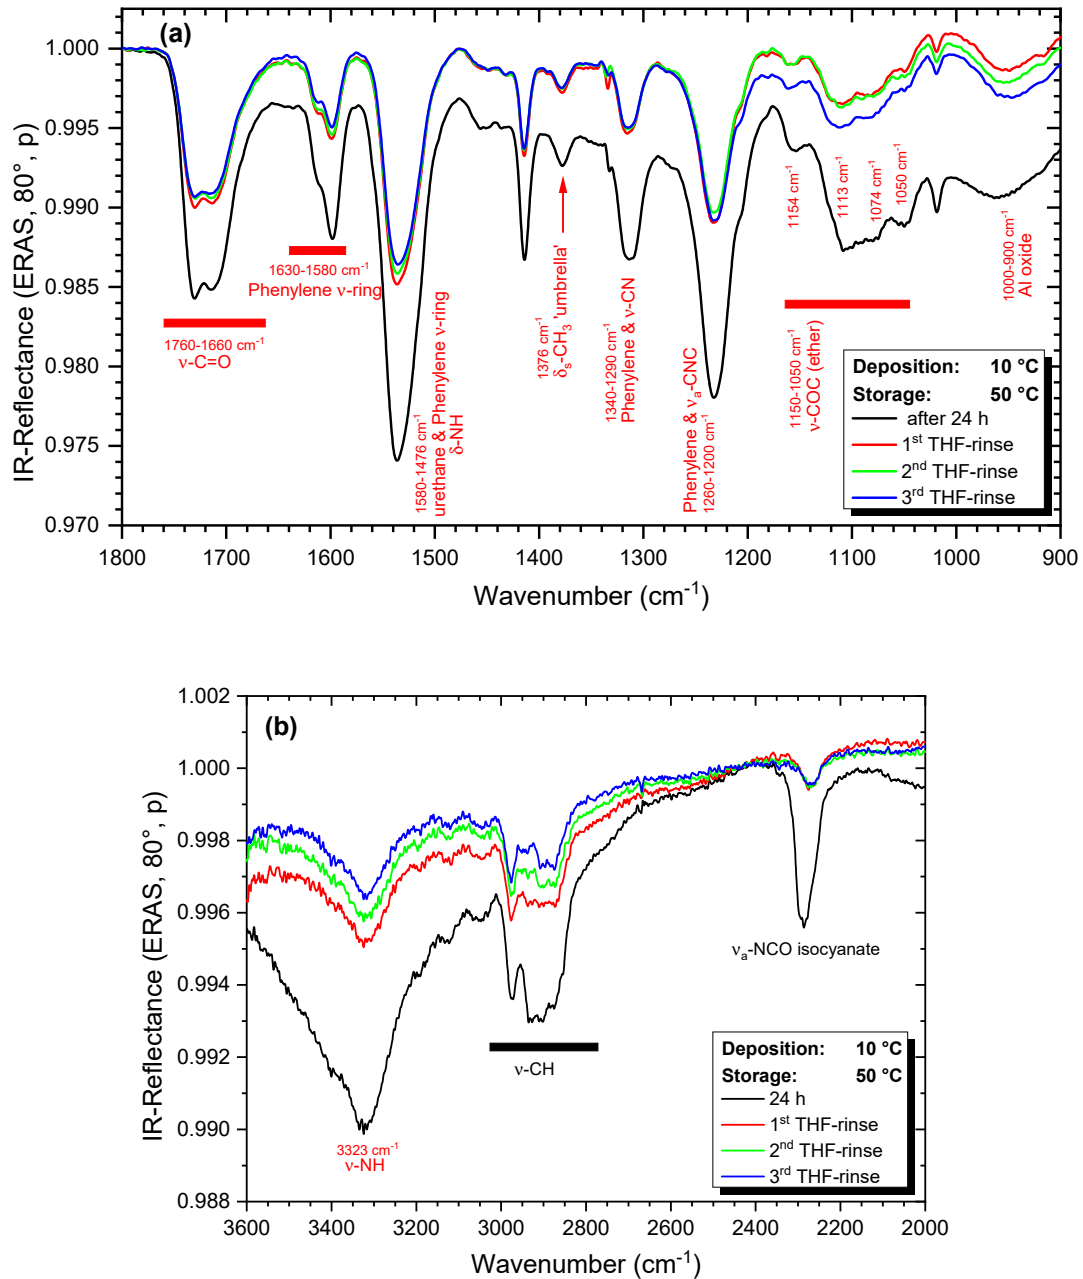 (a)
IR-Reflectance (ERAS, 80°, p)
1.000
0.995
0.990
0.985
0.980
0.975
0.970
1760-1660 cm⁻¹
ν-C=O
1630-1580 cm⁻¹
Phenylene ν-ring
1580-1476 cm⁻¹
urethane & Phenylene ν-ring
δ-NH
1376 cm⁻¹
δₛ-CH₃ 'umbrella'
1340-1290 cm⁻¹
Phenylene & ν-CN
Phenylene & νₐ-CNC
1260-1200 cm⁻¹
1154 cm⁻¹
1113 cm⁻¹
1074 cm⁻¹
1050 cm⁻¹
1150-1050 cm⁻¹
ν-COC (ether)
1000-900 cm⁻¹
Al oxide
Deposition: 10 °C
Storage: 50 °C
after 24 h
1ˢᵗ THF-rinse
2ⁿᵈ THF-rinse
3ʳᵈ THF-rinse
1800 1700 1600 1500 1400 1300 1200 1100 1000 900
Wavenumber (cm⁻¹)
(b)
IR-Reflectance (ERAS, 80°, p)
1.002
1.000
0.998
0.996
0.994
0.992
0.990
0.988
νₐ-NCO isocyanate
ν-CH
3323 cm⁻¹
ν-NH
Deposition: 10 °C
Storage: 50 °C
24 h
1ˢᵗ THF-rinse
2ⁿᵈ THF-rinse
3ʳᵈ THF-rinse
3600 3400 3200 3000 2800 2600 2400 2200 2000
Wavenumber (cm⁻¹)